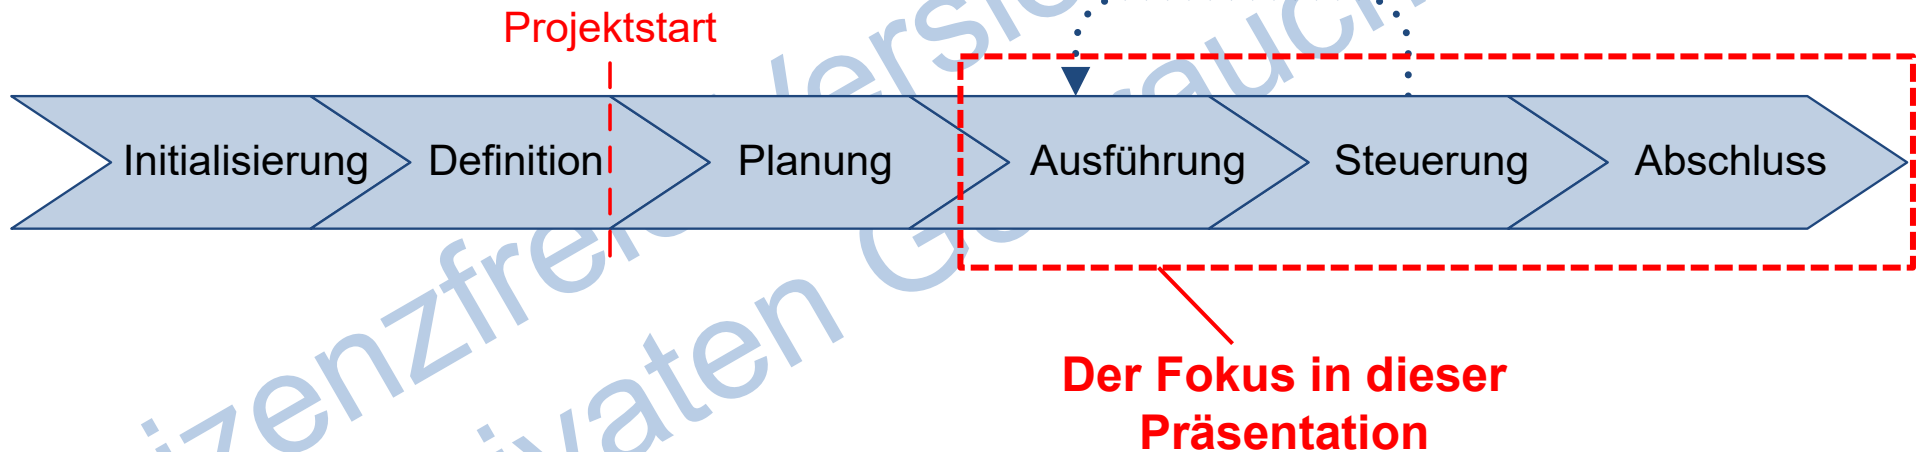 Projektstart
Initialisierung
Definition
Planung
Ausführung
Steuerung
Abschluss
Der Fokus in dieser
Präsentation